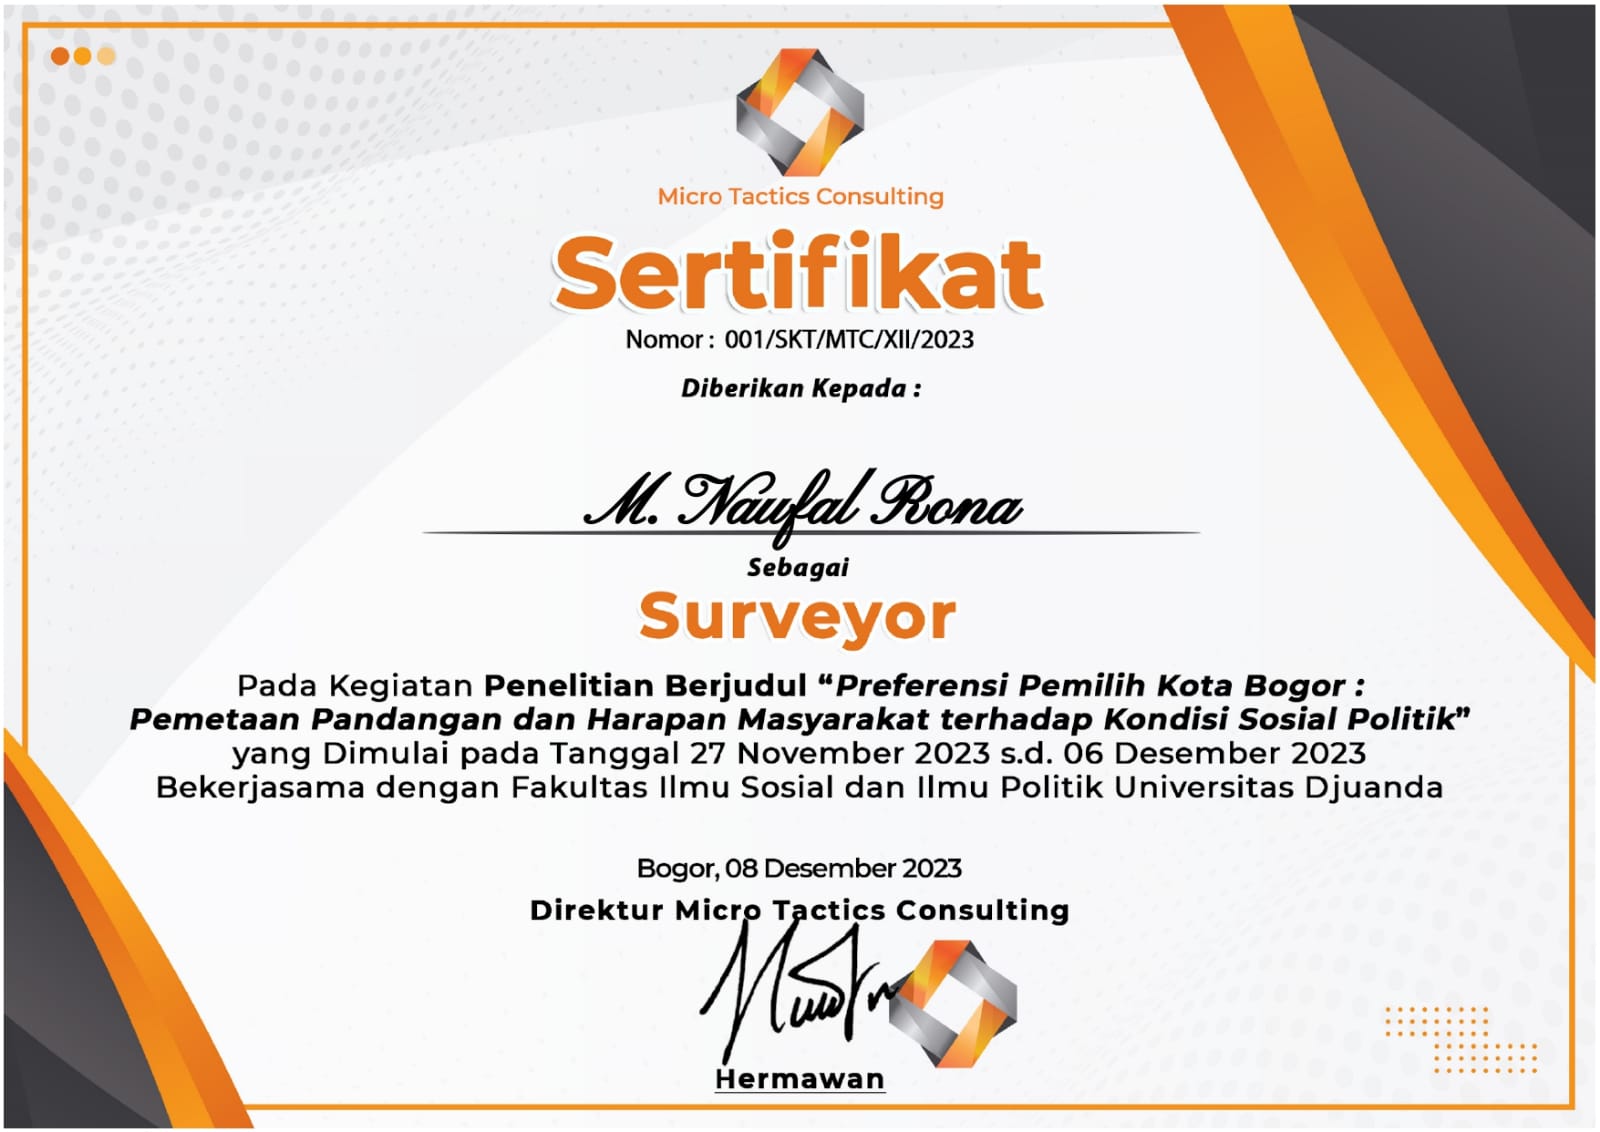 Micro Tactics Consulting
Sertifikat
Nomor : 001/SKT/MTC/XII/2023
Diberikan Kepada :
M. Naufal Rona
Sebagai
Surveyor
Pada Kegiatan Penelitian Berjudul “Preferensi Pemilih Kota Bogor :
Pemetaan Pandangan dan Harapan Masyarakat terhadap Kondisi Sosial Politik”
yang Dimulai pada Tanggal 27 November 2023 s.d. 06 Desember 2023
Bekerjasama dengan Fakultas Ilmu Sosial dan Ilmu Politik Universitas Djuanda
Bogor, 08 Desember 2023
Direktur Micro Tactics Consulting
Hermawan